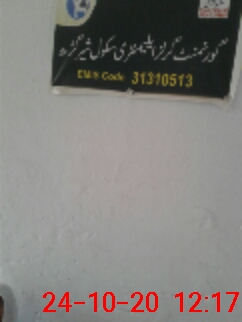 گورنمنٹ گرلز ایلیمنٹری سکول شیر گڑھ
EMIS Code 31310513
24-10-20 12:17